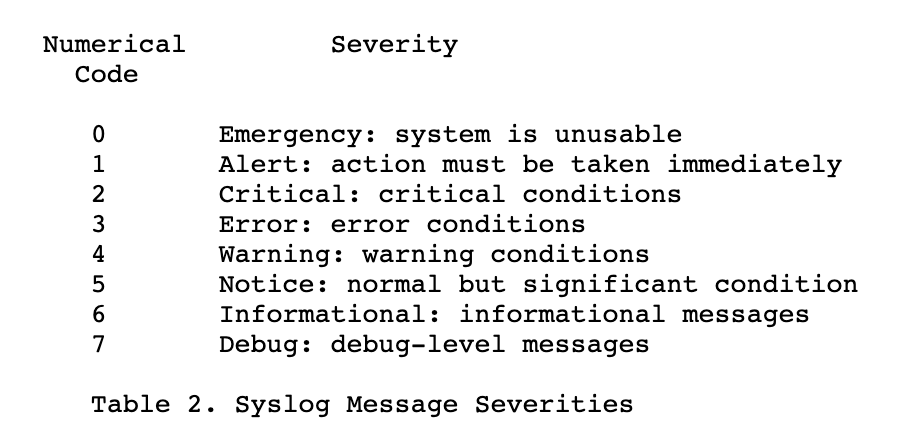 Numerical Severity
Code
0 Emergency: system is unusable
1 Alert: action must be taken immediately
2 Critical: critical conditions
3 Error: error conditions
4 Warning: warning conditions
5 Notice: normal but significant condition
6 Informational: informational messages
7 Debug: debug-level messages
Table 2. Syslog Message Severities